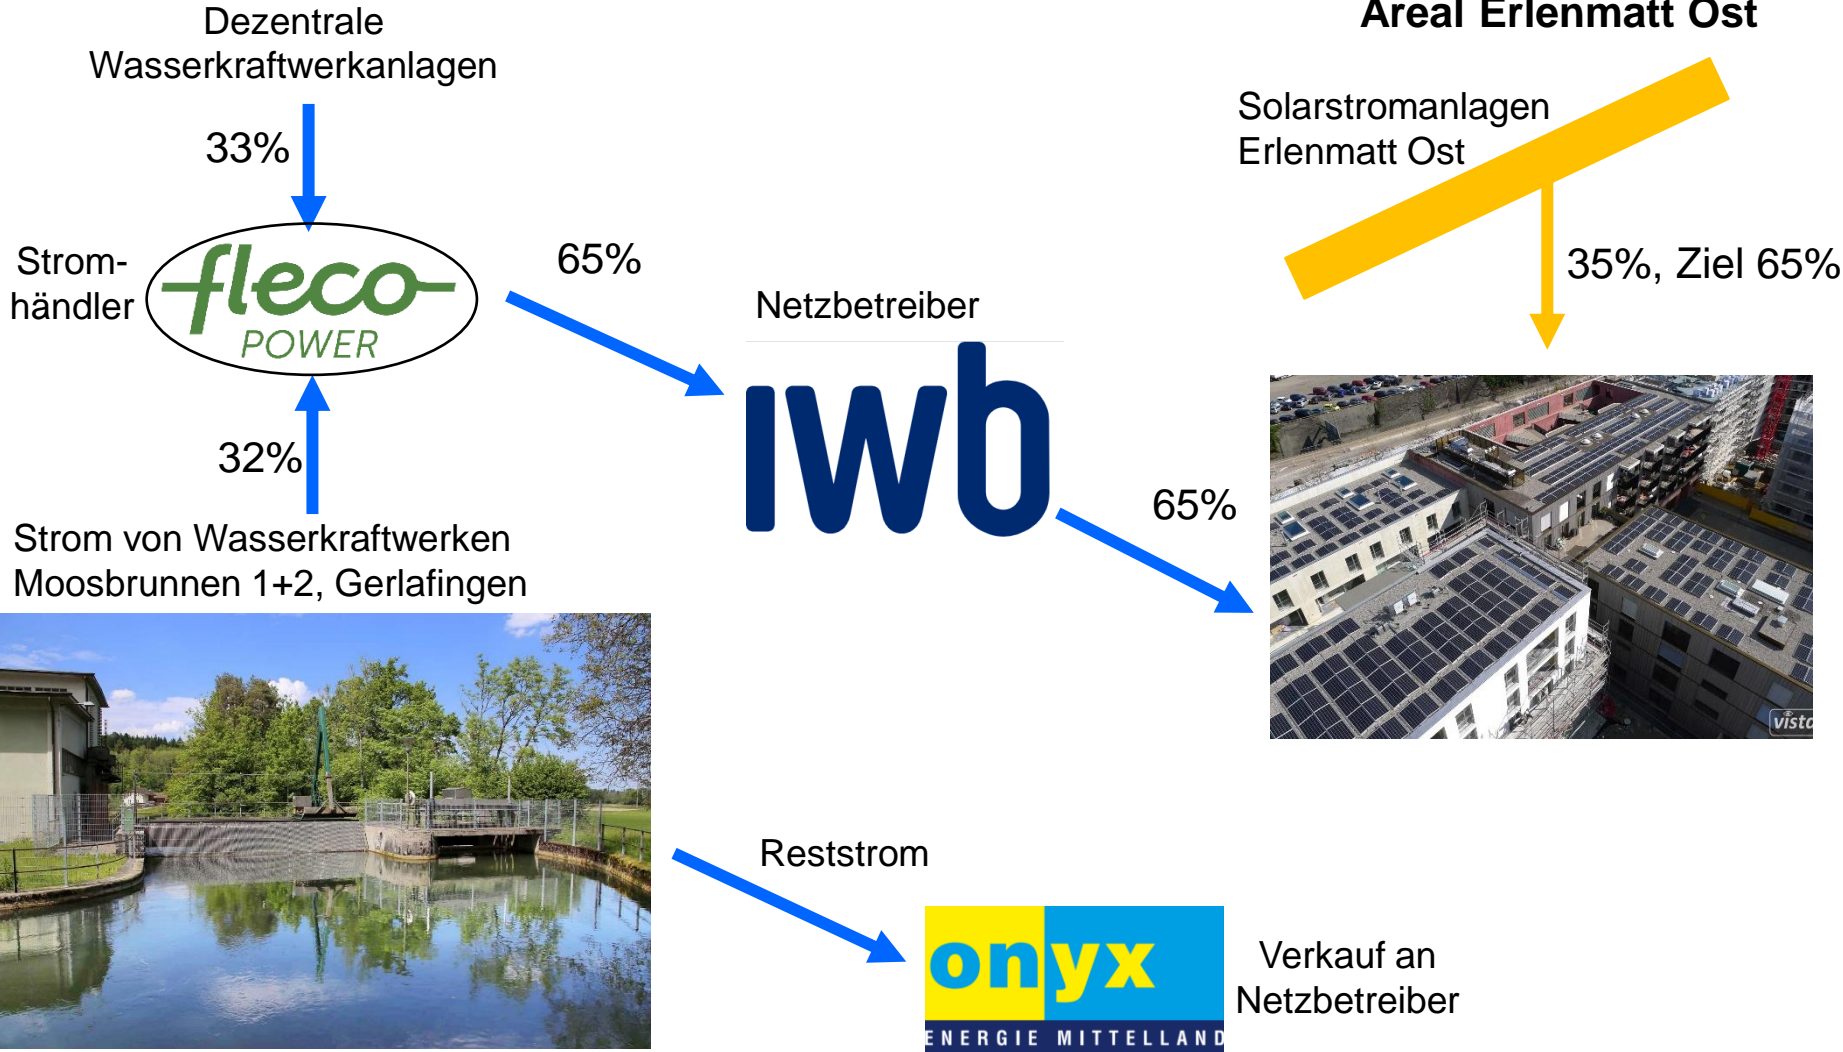 Dezentrale
Wasserkraftwerkanlagen
33%
Strom-
händler
fleco
POWER
65%
32%
Strom von Wasserkraftwerken
Moosbrunnen 1+2, Gerlafingen
Netzbetreiber
iwb
65%
Areal Erlenmatt Ost
Solarstromanlagen
Erlenmatt Ost
35%, Ziel 65%
vista
Reststrom
onyx
ENERGIE MITTELLAND
Verkauf an
Netzbetreiber